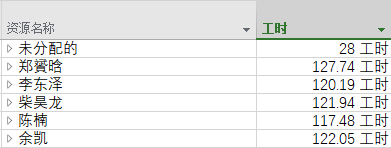 资源名称 工时
未分配的 28 工时
郑赟晗 127.74 工时
李东泽 120.19 工时
柴昊龙 121.94 工时
陈楠 117.48 工时
余凯 122.05 工时